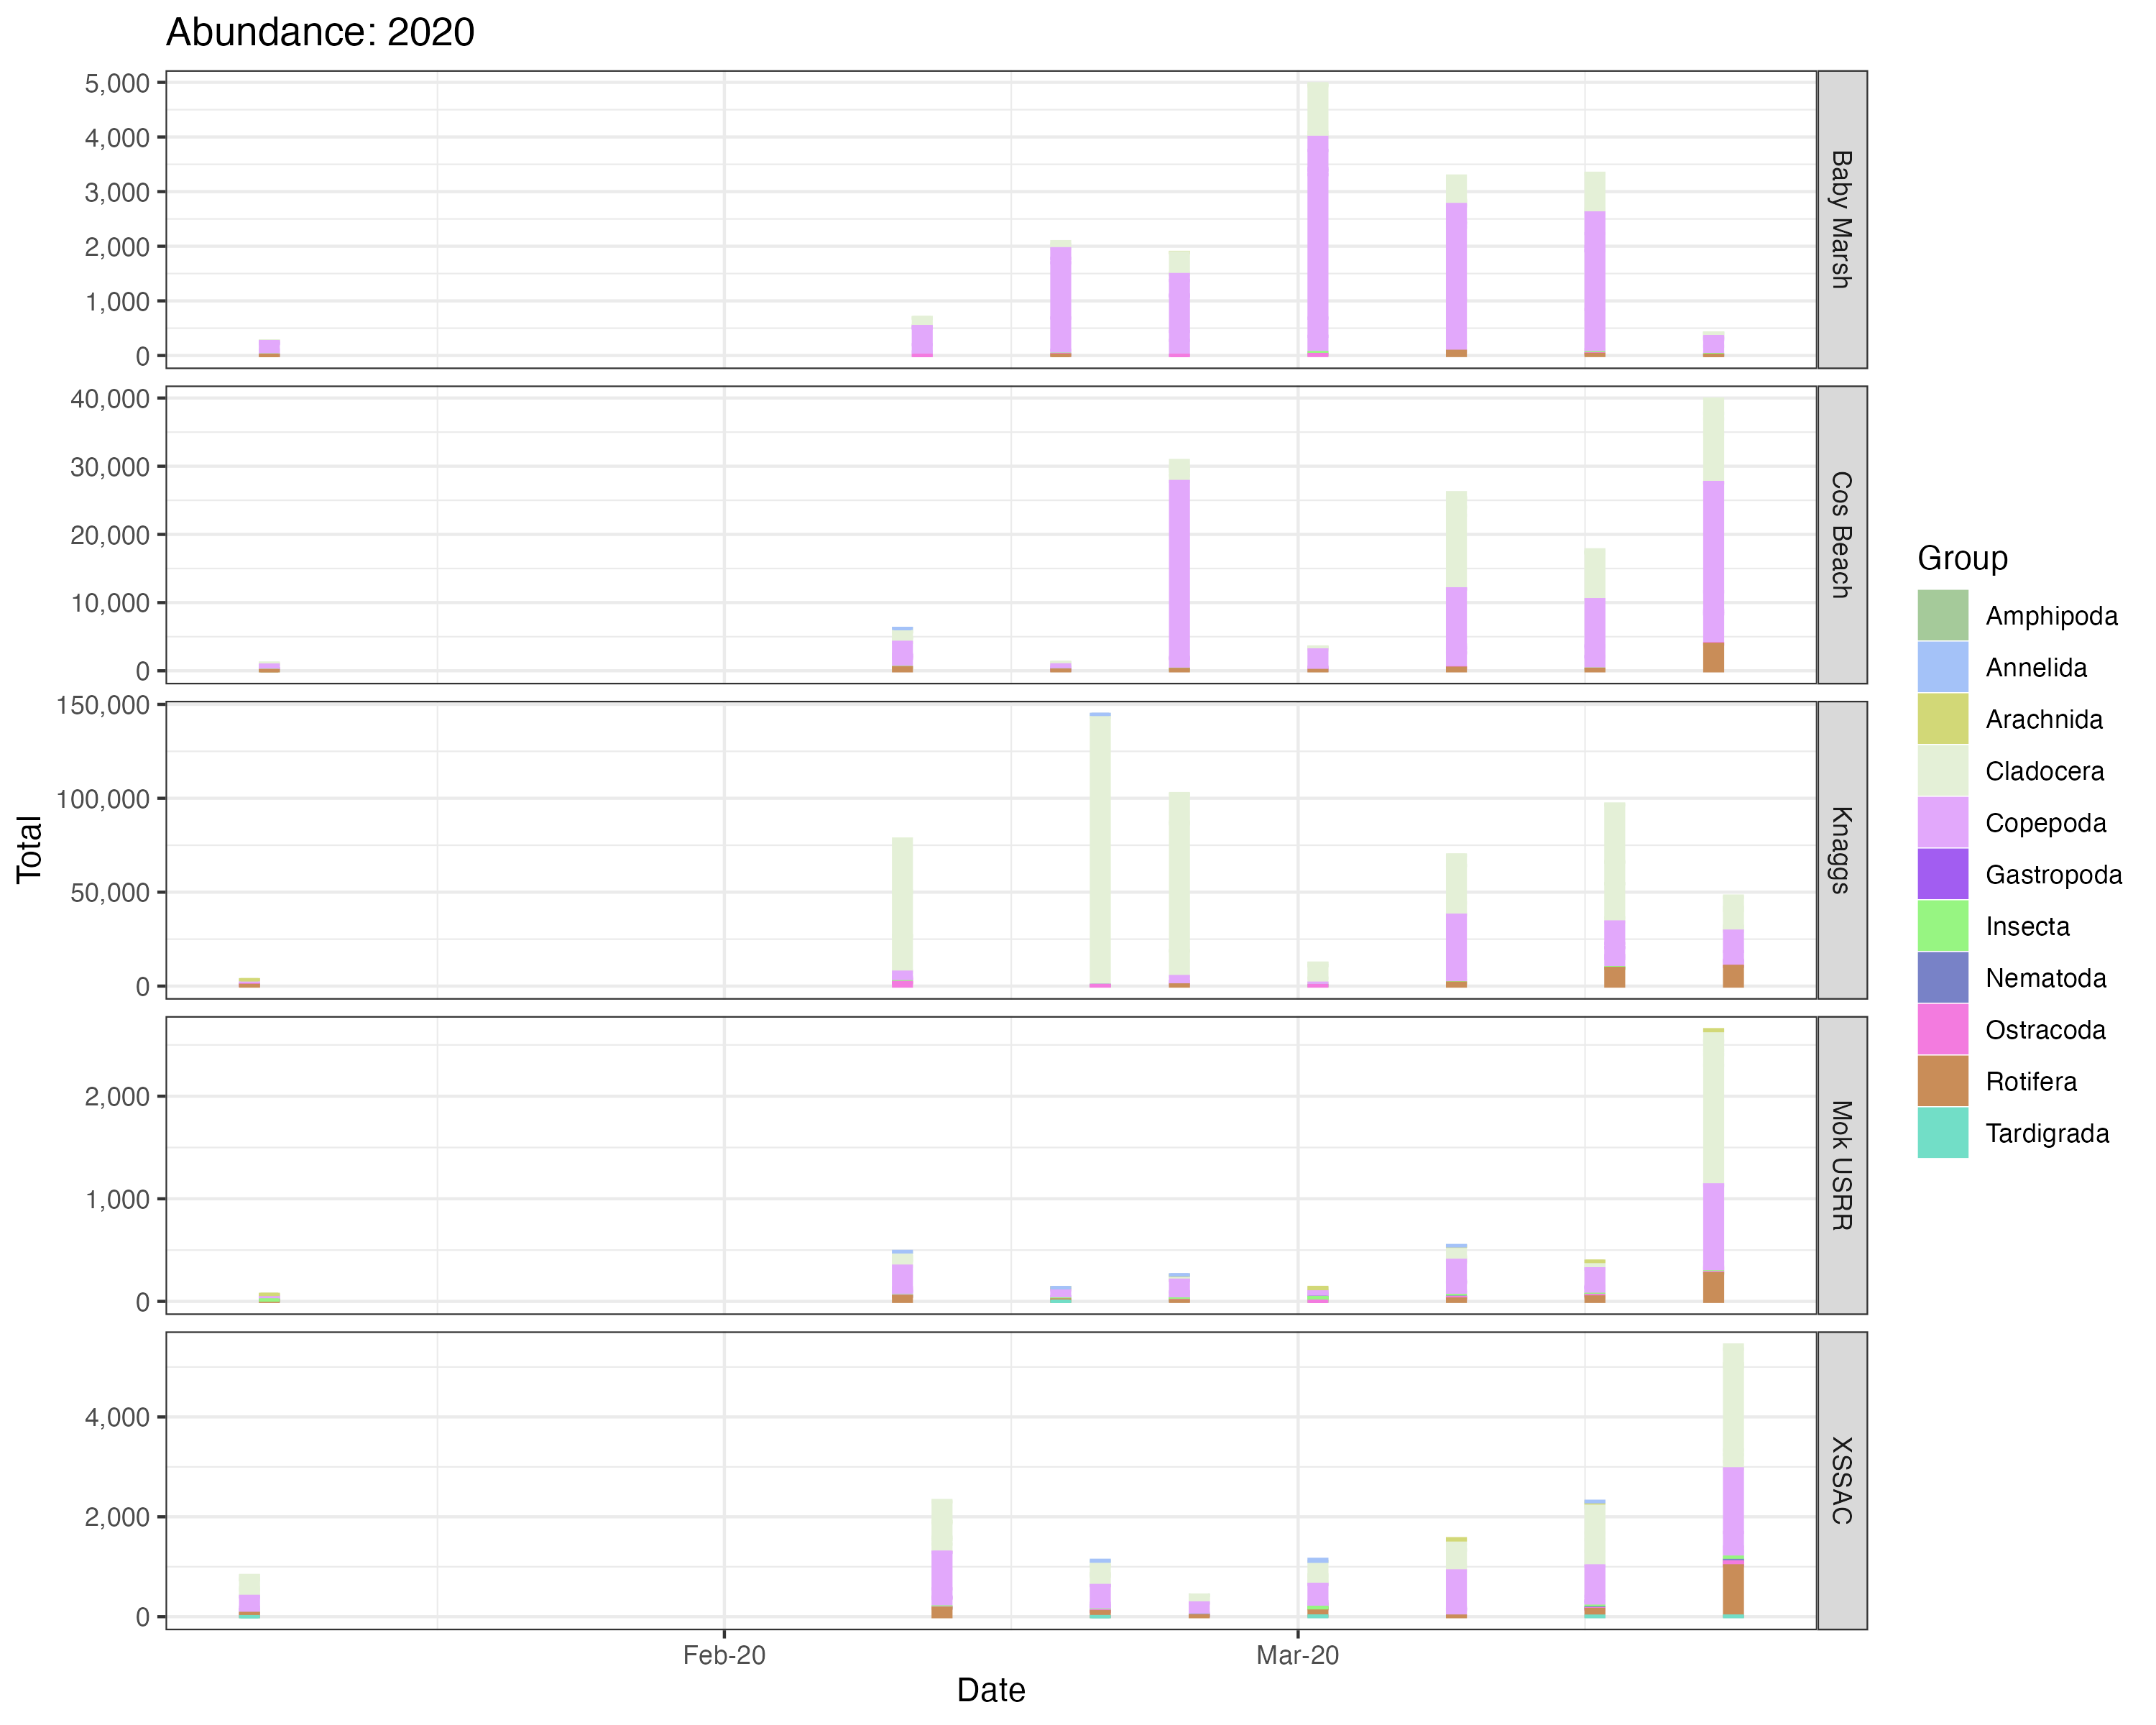 Abundance: 2020
5,000
4,000
3,000
2,000
1,000
0
Baby Marsh
40,000
30,000
20,000
10,000
0
Cos Beach
150,000
100,000
50,000
0
Knaggs
2,000
1,000
0
Mok USRR
4,000
2,000
0
XSSAC
Total
Feb-20
Mar-20
Date
Group
Amphipoda
Annelida
Arachnida
Cladocera
Copepoda
Gastropoda
Insecta
Nematoda
Ostracoda
Rotifera
Tardigrada